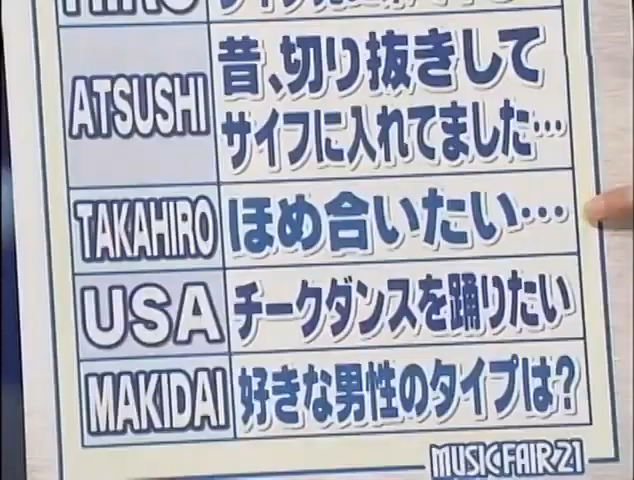 ATSUSHI
昔、切り抜きして
サイフに入れてました…
TAKAHIRO
ほめ合いたい…
USA
チークダンスを踊りたい
MAKIDAI
好きな男性のタイプは?
MUSIC FAIR 21